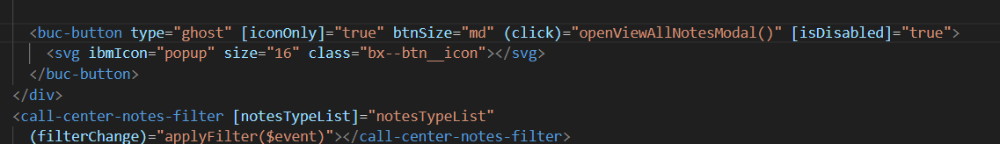 <buc-button type="ghost" [iconOnly]="true" btnSize="md" (click)="openViewAllNotesModal()" [isDisabled]="true">
<svg ibmIcon="popup" size="16" class="bx--btn__icon"></svg>
</buc-button>
</div>
<call-center-notes-filter [notesTypeList]="notesTypeList"
(filterChange)="applyFilter($event)"></call-center-notes-filter>